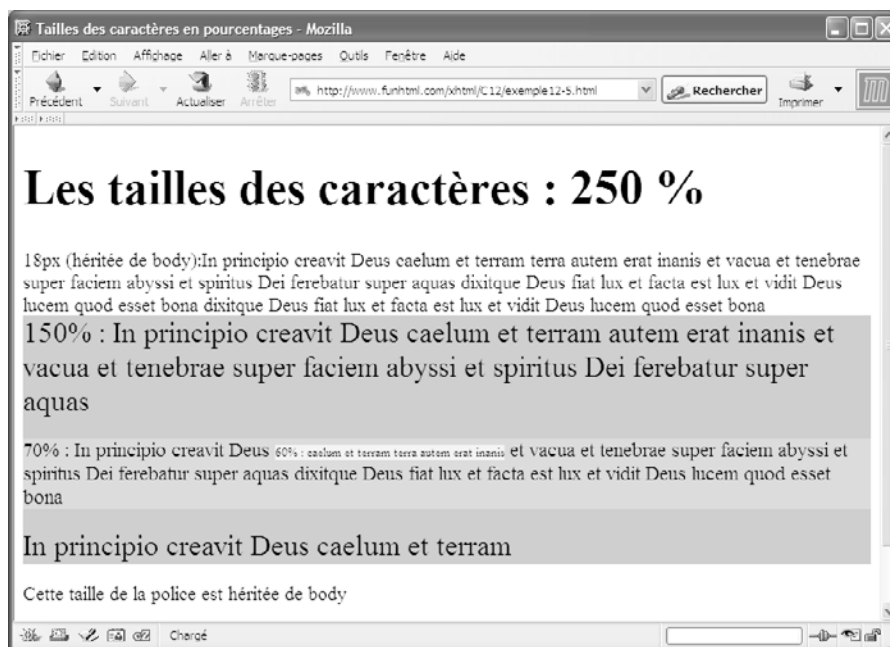 Tailles des caractères en pourcentages - Mozilla
Fichier Edition Affichage Aller à Marque-pages Outils Fenêtre Aide
Précédent Suivant Actualiser Arrêter http://www.funhtml.com/xhtml/C12/exemple12-5.html Rechercher Imprimer
Les tailles des caractères : 250 %
18px (héritée de body):In principio creavit Deus caelum et terram terra autem erat inanis et vacua et tenebrae
super faciem abyssi et spiritus Dei ferebatur super aquas dixitque Deus fiat lux et facta est lux et vidit Deus
lucem quod esset bona dixitque Deus fiat lux et facta est lux et vidit Deus lucem quod esset bona
150% : In principio creavit Deus caelum et terram autem erat inanis et
vacua et tenebrae super faciem abyssi et spiritus Dei ferebatur super
aquas
70% : In principio creavit Deus 60% : caelum et terram terra autem erat inanis et vacua et tenebrae super faciem abyssi et
spiritus Dei ferebatur super aquas dixitque Deus fiat lux et facta est lux et vidit Deus lucem quod esset
bona
In principio creavit Deus caelum et terram
Cette taille de la police est héritée de body
Chargé